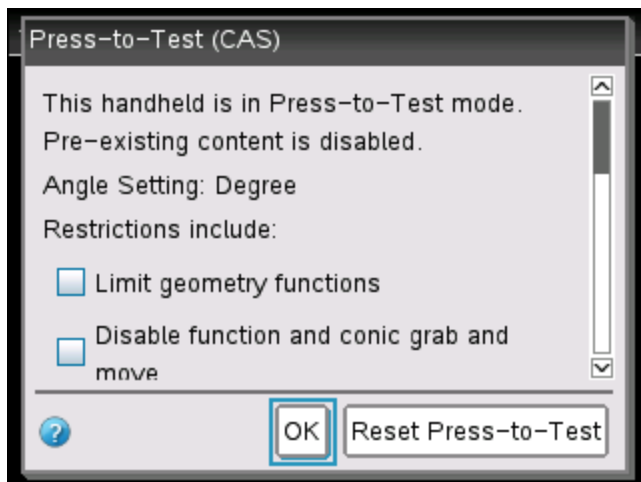 Press-to-Test (CAS)
This handheld is in Press-to-Test mode.
Pre-existing content is disabled.
Angle Setting: Degree
Restrictions include:
Limit geometry functions
Disable function and conic grab and
move
?
OK
Reset Press-to-Test